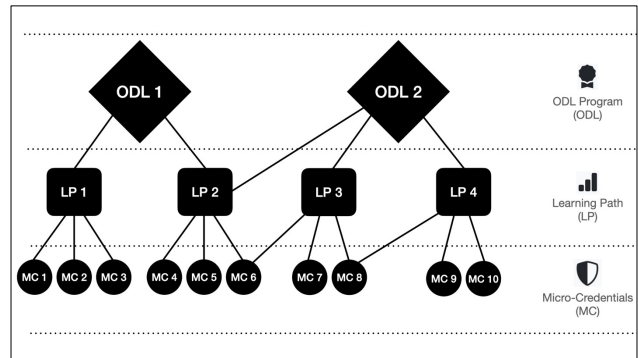 ODL 1
ODL 2
ODL Program
(ODL)
LP 1
LP 2
LP 3
LP 4
Learning Path
(LP)
MC 1
MC 2
MC 3
MC 4
MC 5
MC 6
MC 7
MC 8
MC 9
MC 10
Micro-Credentials
(MC)